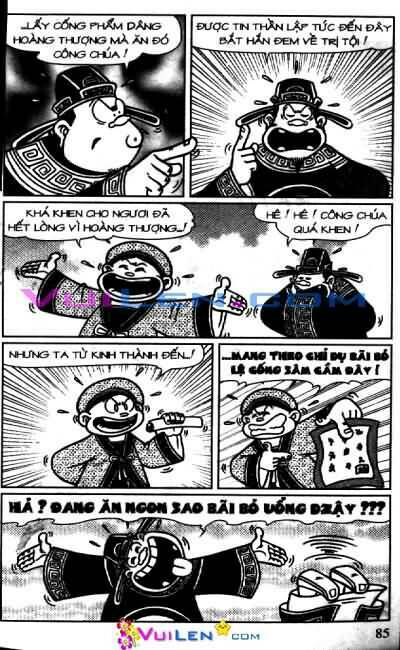 ...LẤY CỐNG PHẨM DÂNG
HOÀNG THƯỢNG MÀ ĂN ĐÓ
CÔNG CHÚA!
ĐƯỢC TIN THẦN LẬP TỨC ĐẾN ĐÂY
BẮT HẮN ĐEM VỀ TRỊ TỘI!
KHÁ KHEN CHO NGƯƠI ĐÃ
HẾT LÒNG VÌ HOÀNG THƯỢNG...!
HÊ! HÊ! CÔNG CHÚA
QUÁ KHEN!
VUILEN.COM
NHƯNG TA TỪ KINH THÀNH ĐẾN...!
...MANG THEO CHỈ DỤ BÃI BỎ
LỆ CỐNG SÂM CẦM ĐÂY!
HẢ? ĐANG ĂN NGON SAO BÃI BỎ UỔNG DZẬY???
85
VUILEN.COM